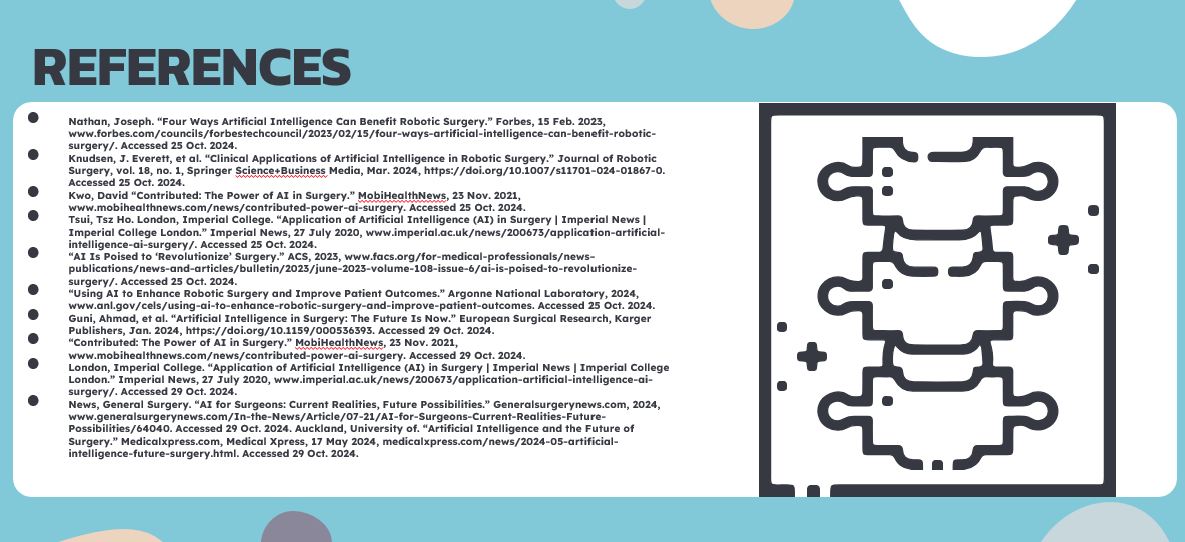 REFERENCES
Nathan, Joseph. “Four Ways Artificial Intelligence Can Benefit Robotic Surgery.” Forbes, 15 Feb. 2023,
www.forbes.com/councils/forbestechcouncil/2023/02/15/four-ways-artificial-intelligence-can-benefit-robotic-
surgery/. Accessed 25 Oct. 2024.
Knudsen, J. Everett, et al. “Clinical Applications of Artificial Intelligence in Robotic Surgery.” Journal of Robotic
Surgery, vol. 18, no. 1, Springer Science+Business Media, Mar. 2024, https://doi.org/10.1007/s11701-024-01867-0.
Accessed 25 Oct. 2024.
Kwo, David “Contributed: The Power of AI in Surgery.” MobiHealthNews, 23 Nov. 2021,
www.mobihealthnews.com/news/contributed-power-ai-surgery. Accessed 25 Oct. 2024.
Tsui, Tsz Ho. London, Imperial College. “Application of Artificial Intelligence (AI) in Surgery | Imperial News |
Imperial College London.” Imperial News, 27 July 2020, www.imperial.ac.uk/news/200673/application-artificial-
intelligence-ai-surgery/. Accessed 25 Oct. 2024.
“AI Is Poised to ‘Revolutionize’ Surgery.” ACS, 2023, www.facs.org/for-medical-professionals/news-
publications/news-and-articles/bulletin/2023/june-2023-volume-108-issue-6/ai-is-poised-to-revolutionize-
surgery/. Accessed 25 Oct. 2024.
“Using AI to Enhance Robotic Surgery and Improve Patient Outcomes.” Argonne National Laboratory, 2024,
www.anl.gov/cels/using-ai-to-enhance-robotic-surgery-and-improve-patient-outcomes. Accessed 25 Oct. 2024.
Guni, Ahmad, et al. “Artificial Intelligence in Surgery: The Future Is Now.” European Surgical Research, Karger
Publishers, Jan. 2024, https://doi.org/10.1159/000536393. Accessed 29 Oct. 2024.
“Contributed: The Power of AI in Surgery.” MobiHealthNews, 23 Nov. 2021,
www.mobihealthnews.com/news/contributed-power-ai-surgery. Accessed 29 Oct. 2024.
London, Imperial College. “Application of Artificial Intelligence (AI) in Surgery | Imperial News | Imperial College
London.” Imperial News, 27 July 2020, www.imperial.ac.uk/news/200673/application-artificial-intelligence-ai-
surgery/. Accessed 29 Oct. 2024.
News, General Surgery. “AI for Surgeons: Current Realities, Future Possibilities.” Generalsurgerynews.com, 2024,
www.generalsurgerynews.com/In-the-News/Article/07-21/AI-for-Surgeons-Current-Realities-Future-
Possibilities/64040. Accessed 29 Oct. 2024. Auckland, University of. “Artificial Intelligence and the Future of
Surgery.” Medicalxpress.com, Medical Xpress, 17 May 2024, medicalxpress.com/news/2024-05-artificial-
intelligence-future-surgery.html. Accessed 29 Oct. 2024.